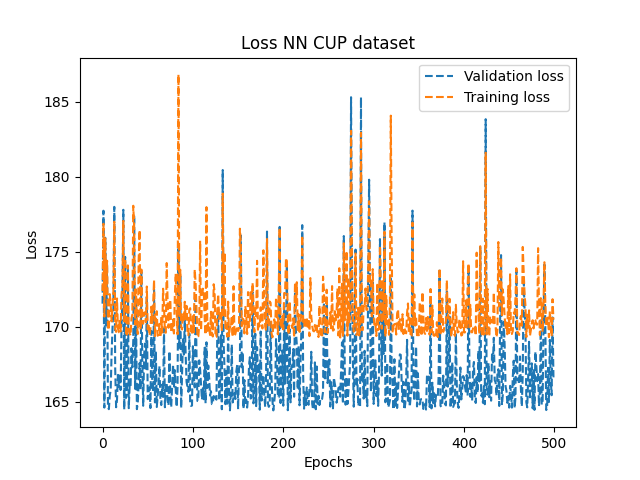 Loss NN CUP dataset
Validation loss
Training loss
185
180
175
170
165
Loss
0 100 200 300 400 500
Epochs